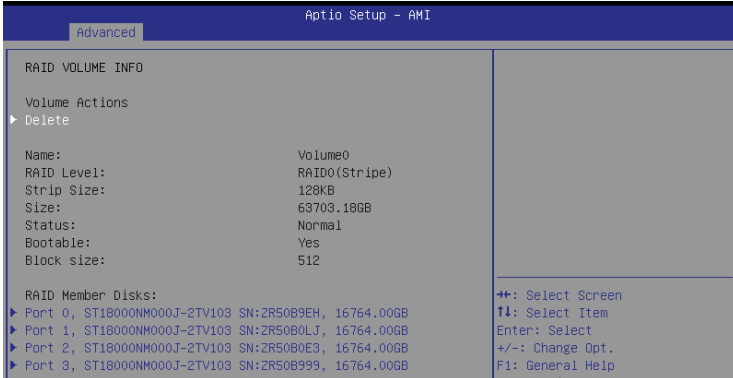 Aptio Setup - AMI
Advanced
RAID VOLUME INFO
Volume Actions
Delete
Name: Volume0
RAID Level: RAID0(Stripe)
Strip Size: 128KB
Size: 63703.18GB
Status: Normal
Bootable: Yes
Block size: 512
RAID Member Disks:
Port 0, ST18000NM000J-2TV103 SN:ZR50B9EH, 16764.00GB
Port 1, ST18000NM000J-2TV103 SN:ZR50B0LJ, 16764.00GB
Port 2, ST18000NM000J-2TV103 SN:ZR50B0E3, 16764.00GB
Port 3, ST18000NM000J-2TV103 SN:ZR50B999, 16764.00GB
→←: Select Screen
↑↓: Select Item
Enter: Select
+/-: Change Opt.
F1: General Help